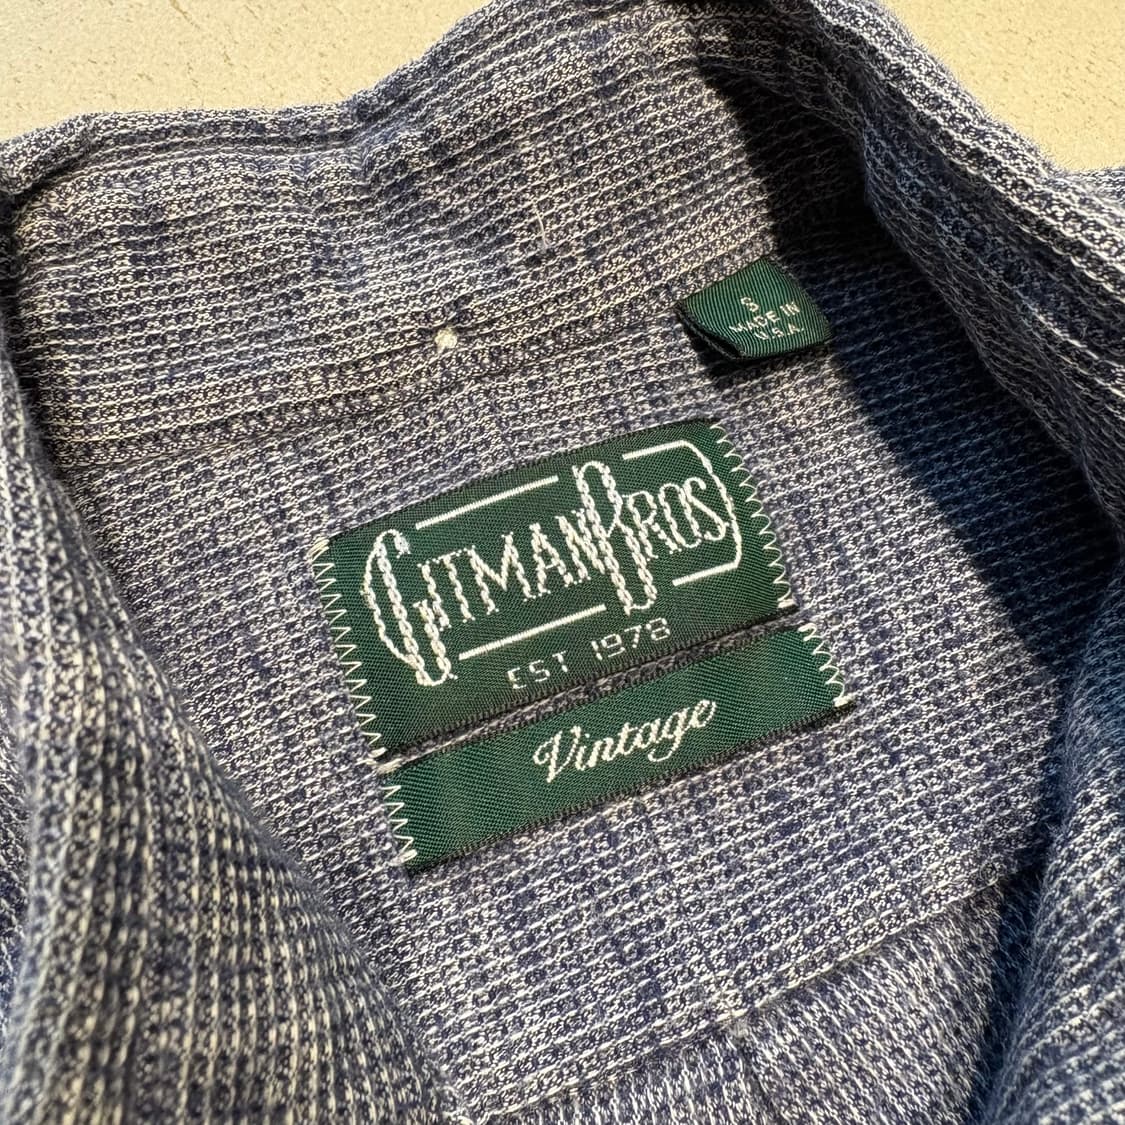 S
MADE IN
U.S.A.
GITMAN BROS
EST 1978
Vintage